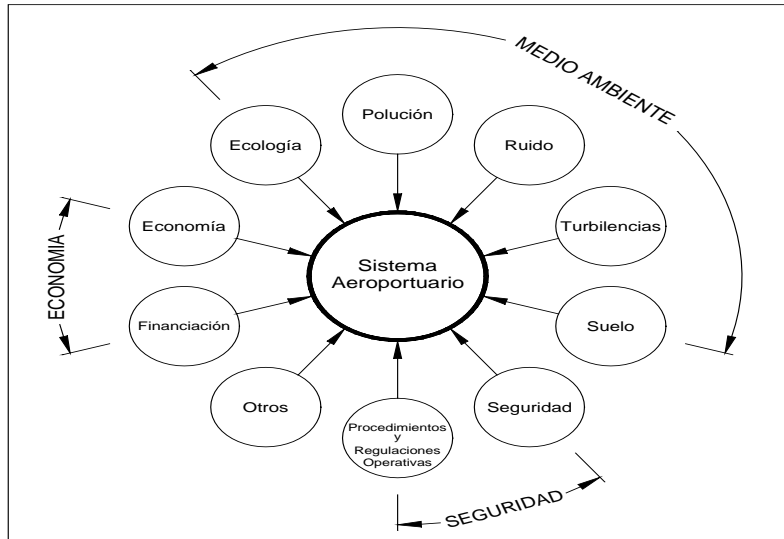 MEDIO AMBIENTE
Polución
Ecología
Ruido
Economía
Turbilencias
ECONOMIA
Sistema
Aeroportuario
Financiación
Suelo
Otros
Procedimientos
y
Regulaciones
Operativas
Seguridad
SEGURIDAD